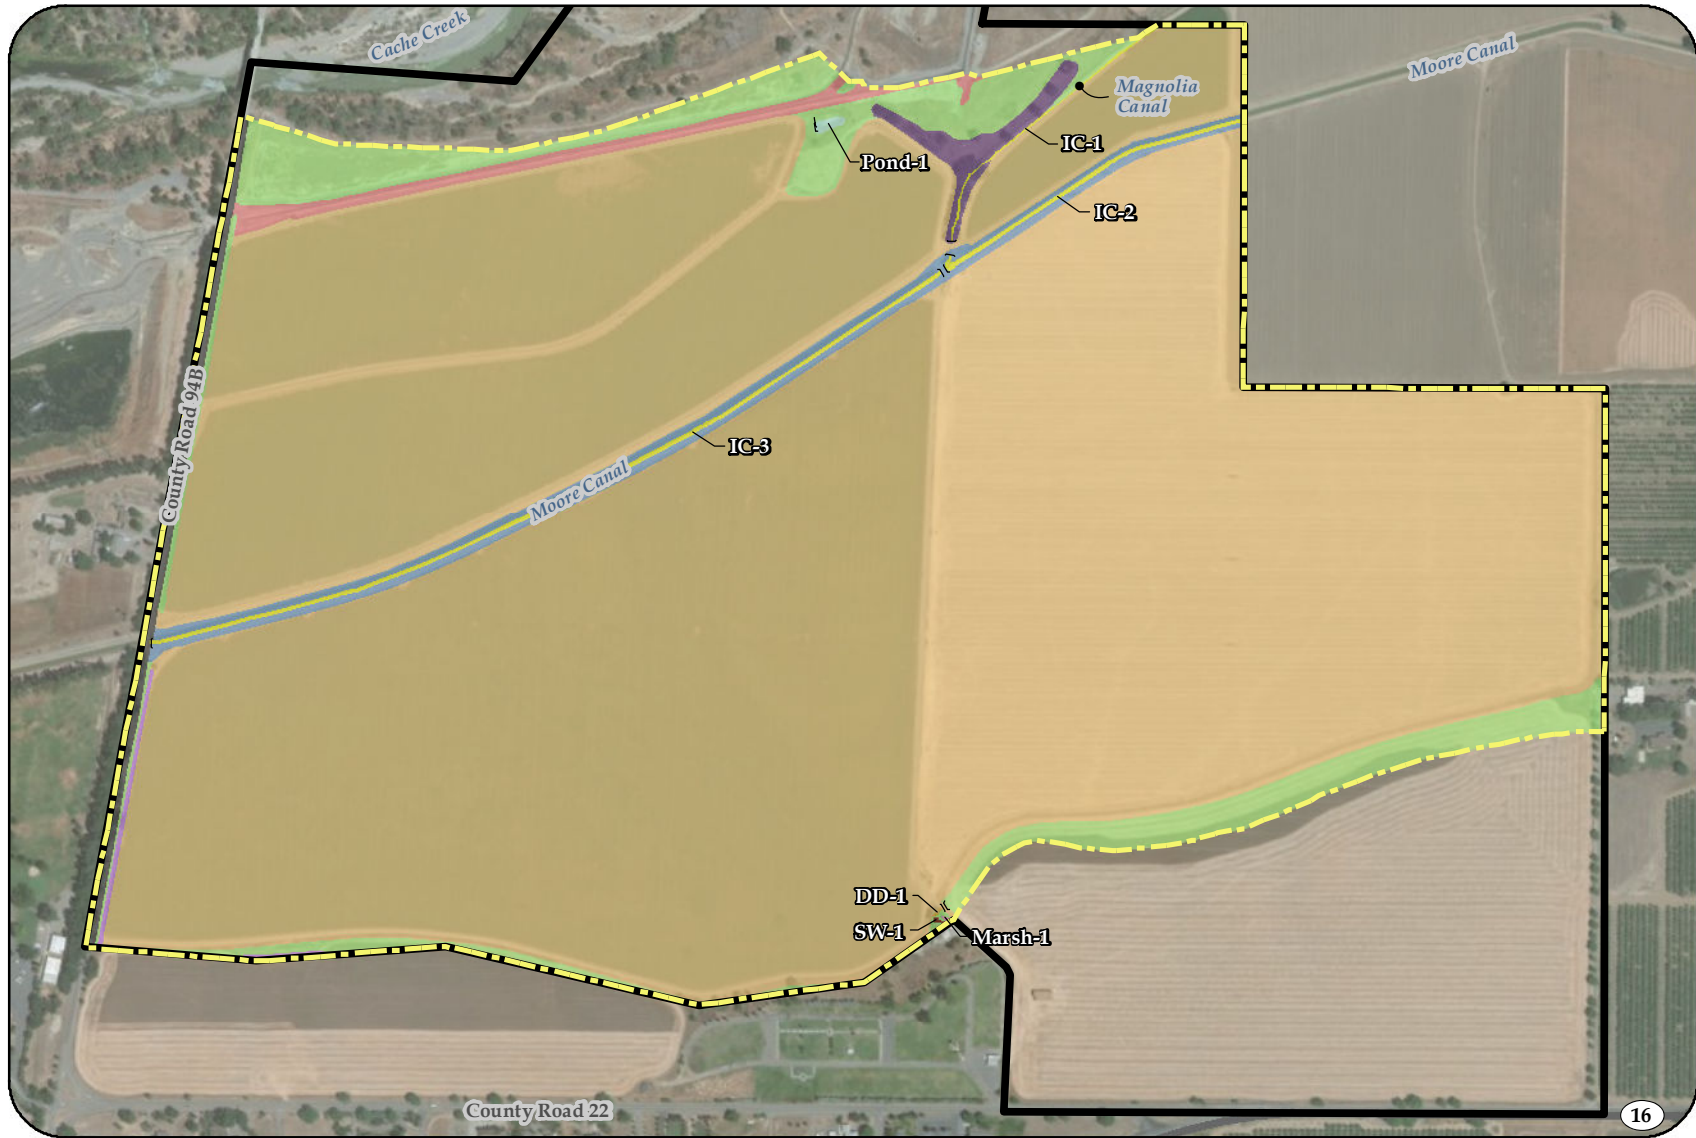 Cache Creek
Moore Canal
Magnolia
Canal
IC-1
Pond-1
IC-2
County Road 94B
IC-3
Moore Canal
DD-1
SW-1
Marsh-1
County Road 22
16